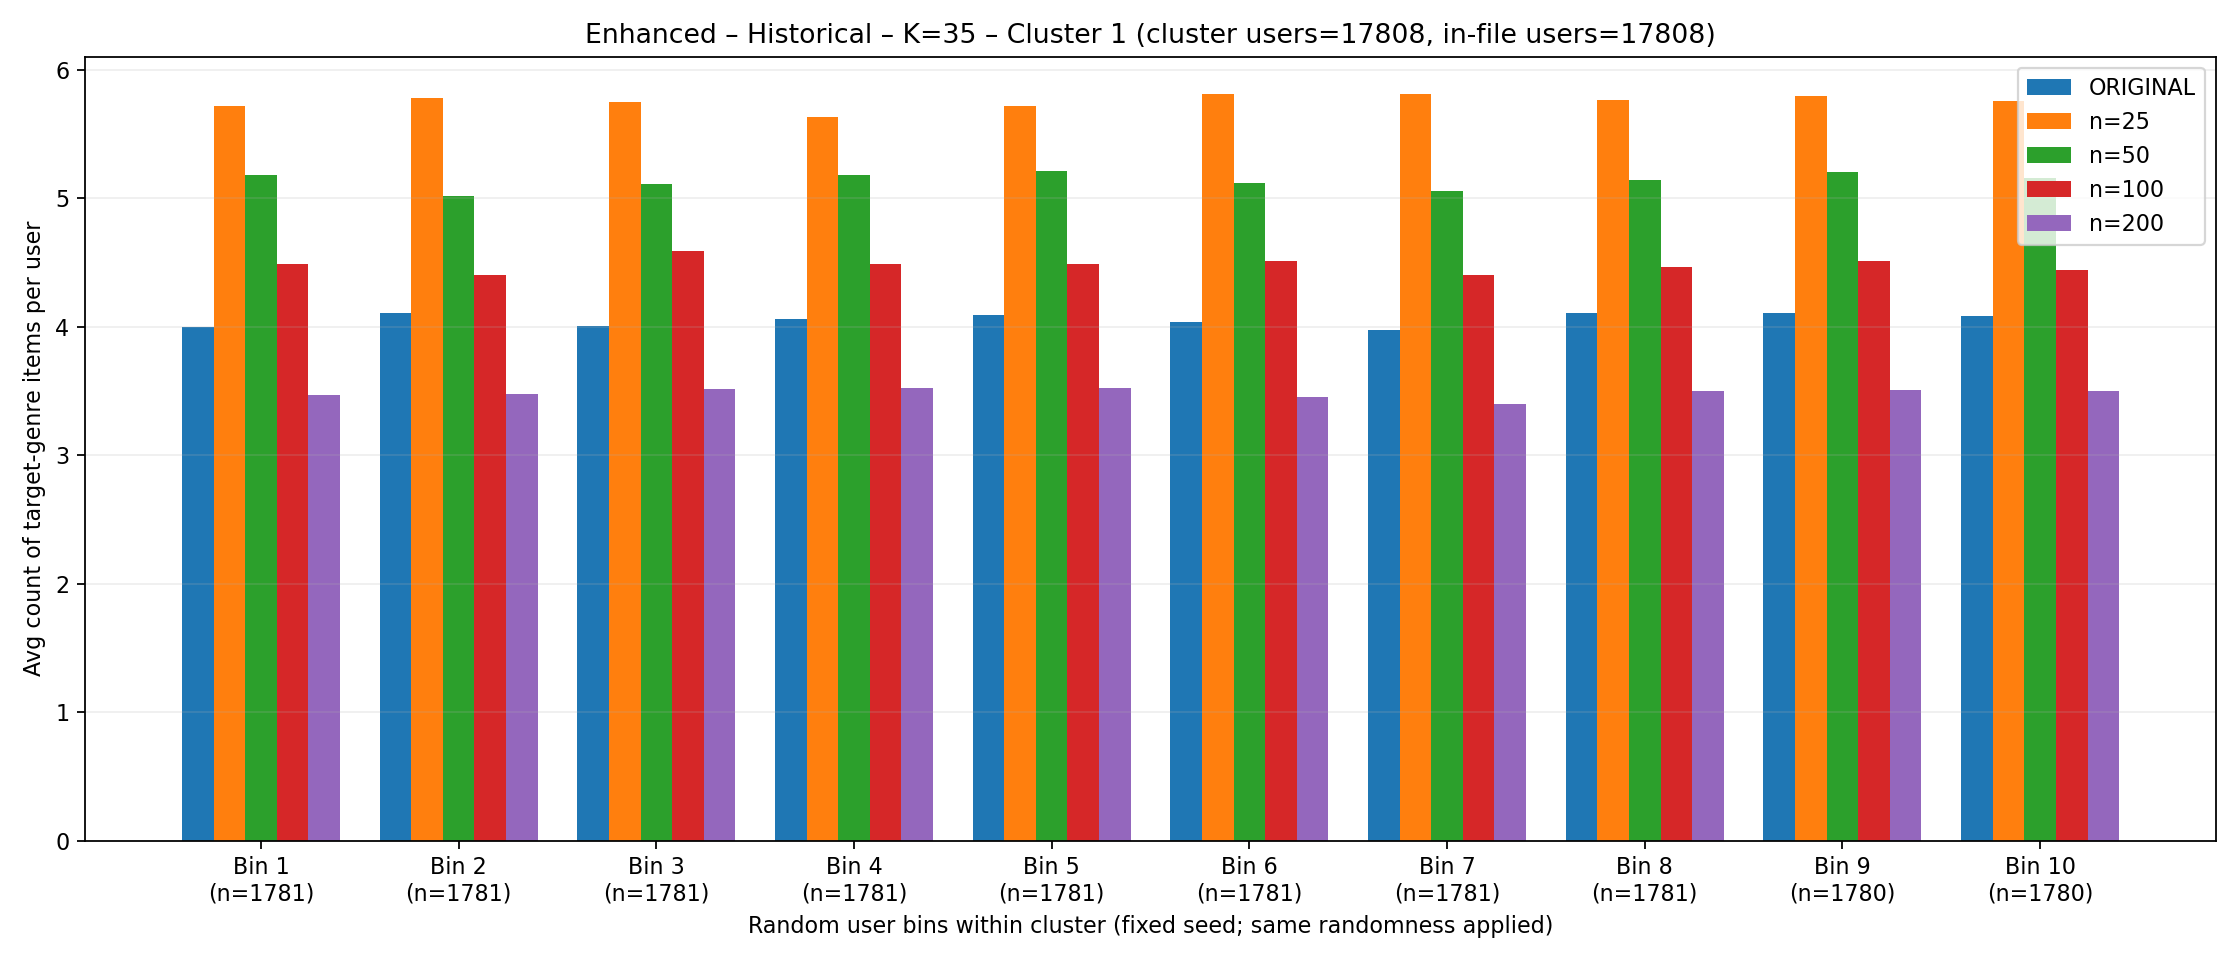 Enhanced – Historical – K=35 – Cluster 1 (cluster users=17808, in-file users=17808)
6
5
4
3
2
1
0
Avg count of target-genre items per user
ORIGINAL
n=25
n=50
n=100
n=200
Bin 1 Bin 2 Bin 3 Bin 4 Bin 5 Bin 6 Bin 7 Bin 8 Bin 9 Bin 10
(n=1781) (n=1781) (n=1781) (n=1781) (n=1781) (n=1781) (n=1781) (n=1781) (n=1780) (n=1780)
Random user bins within cluster (fixed seed; same randomness applied)